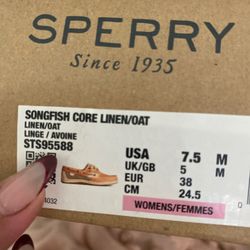 SPERRY
Since 1935
SONGFISH CORE LINEN/OAT
LINEN/OAT
LINGE / AVOINE
STS95588
USA 7.5 M
UK/GB 5 M
EUR 38
CM 24.5
4032
WOMENS/FEMMES
D